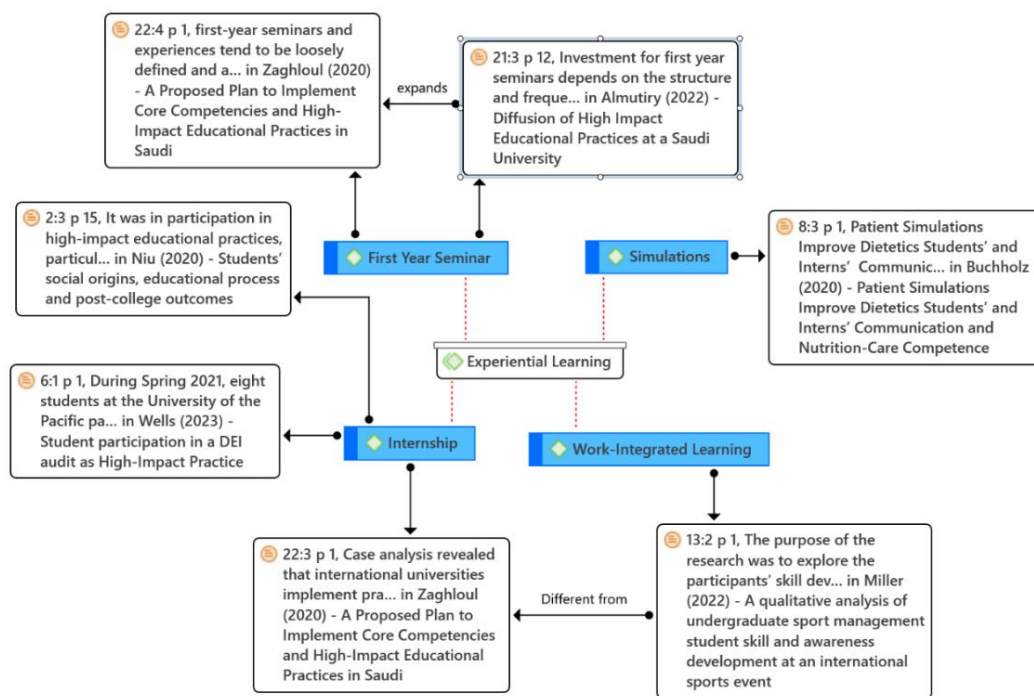 22:4 p 1, first-year seminars and
experiences tend to be loosely
defined and a... in Zaghloul (2020)
- A Proposed Plan to Implement
Core Competencies and High-
Impact Educational Practices in
Saudi
expands
21:3 p 12, Investment for first year
seminars depends on the structure
and freque... in Almutiry (2022) -
Diffusion of High Impact
Educational Practices at a Saudi
University
2:3 p 15, It was in participation in
high-impact educational practices,
particul... in Niu (2020) - Students’
social origins, educational process
and post-college outcomes
First Year Seminar
Simulations
8:3 p 1, Patient Simulations
Improve Dietetics Students’ and
Interns’ Communic... in Buchholz
(2020) - Patient Simulations
Improve Dietetics Students’ and
Interns’ Communication and
Nutrition-Care Competence
Experiential Learning
6:1 p 1, During Spring 2021, eight
students at the University of the
Pacific pa... in Wells (2023) -
Student participation in a DEI
audit as High-Impact Practice
Internship
Work-Integrated Learning
22:3 p 1, Case analysis revealed
that international universities
implement pra... in Zaghloul
(2020) - A Proposed Plan to
Implement Core Competencies
and High-Impact Educational
Practices in Saudi
Different from
13:2 p 1, The purpose of the
research was to explore the
participants’ skill dev... in Miller
(2022) - A qualitative analysis of
undergraduate sport management
student skill and awareness
development at an international
sports event